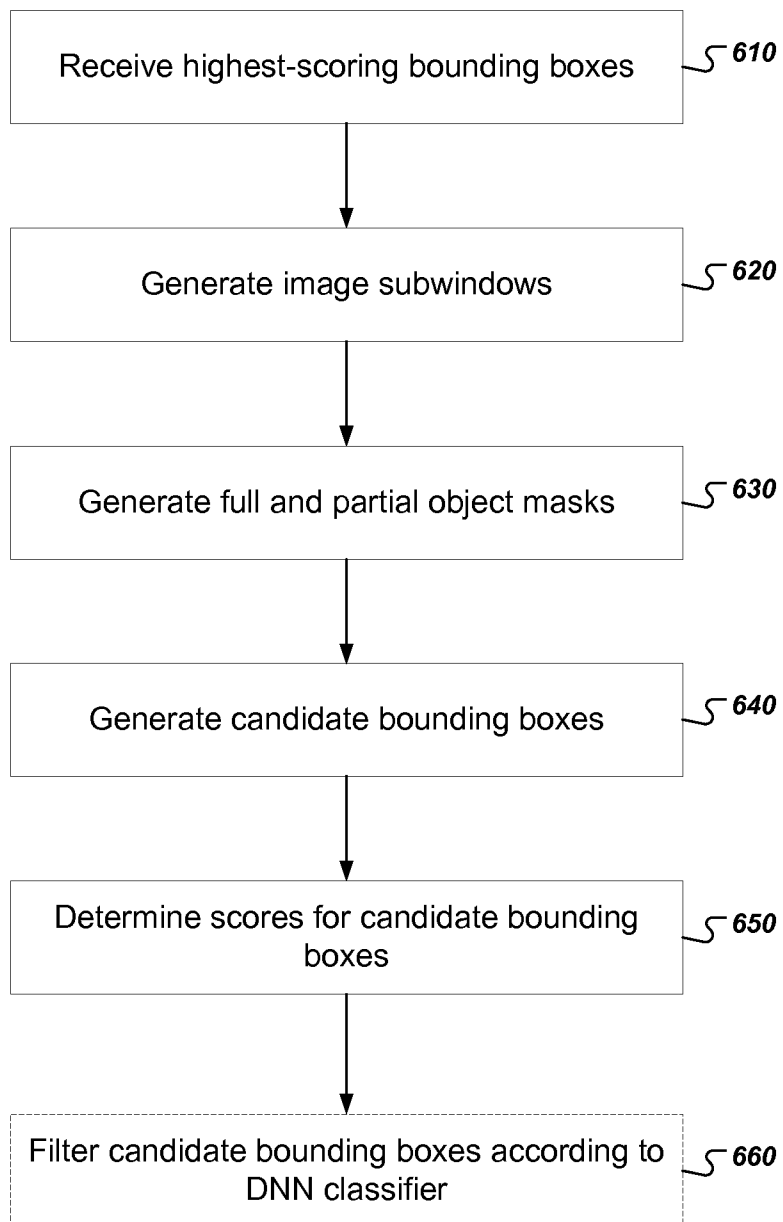 Receive highest-scoring bounding boxes
610
Generate image subwindows
620
Generate full and partial object masks
630
Generate candidate bounding boxes
640
Determine scores for candidate bounding
boxes
650
Filter candidate bounding boxes according to
DNN classifier
660